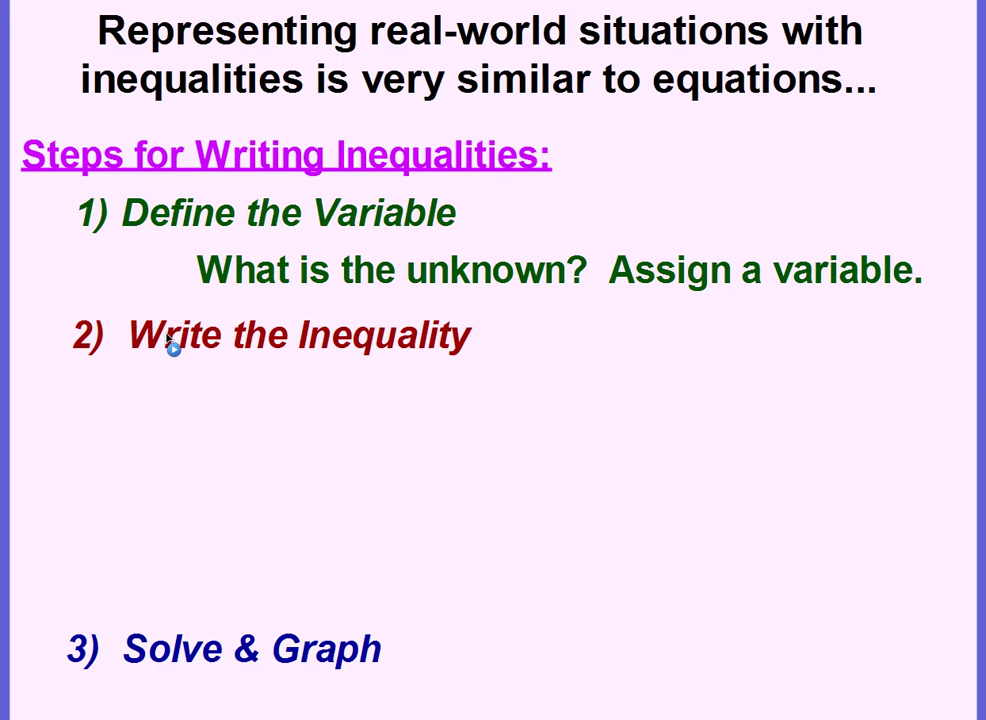 Representing real-world situations with
inequalities is very similar to equations...
Steps for Writing Inequalities:
1) Define the Variable
What is the unknown? Assign a variable.
2) Write the Inequality
3) Solve & Graph